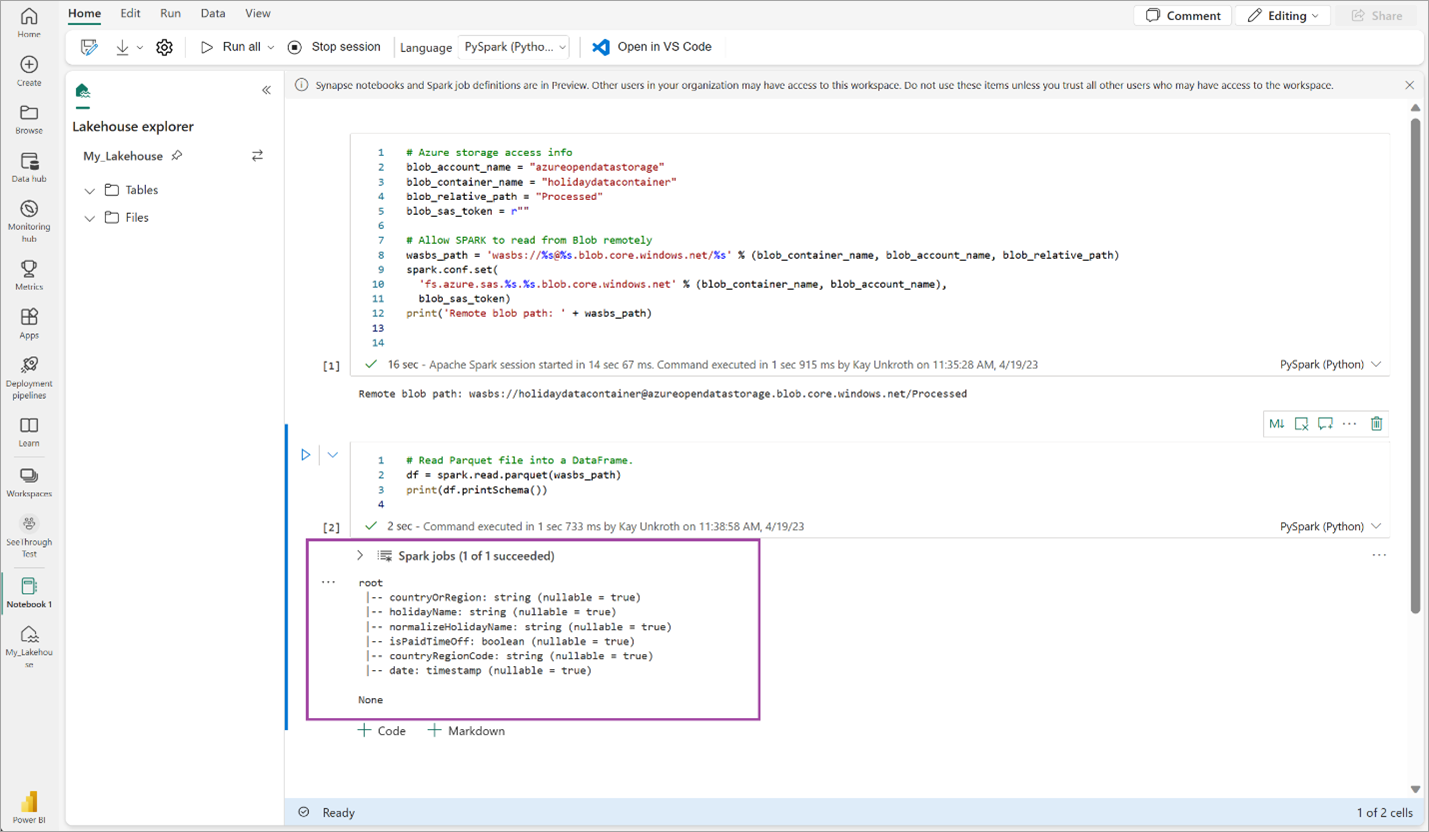 Home
Edit
Run
Data
View
Comment
Editing
Share
Run all
Stop session
Language
PySpark (Pytho...
Open in VS Code
Home
Create
Browse
Data hub
Monitoring
hub
Metrics
Apps
Deployment
pipelines
Learn
Workspaces
SeeThrough
Test
Notebook 1
My_Lakehou
se
Power BI
Lakehouse explorer
My_Lakehouse
Tables
Files
Synapse notebooks and Spark job definitions are in Preview. Other users in your organization may have access to this workspace. Do not use these items unless you trust all other users who may have access to the workspace.
1 # Azure storage access info
2 blob_account_name = "azureopendatastorage"
3 blob_container_name = "holidaydatacontainer"
4 blob_relative_path = "Processed"
5 blob_sas_token = r""
6
7 # Allow SPARK to read from Blob remotely
8 wasbs_path = 'wasbs://%s@%s.blob.core.windows.net/%s' % (blob_container_name, blob_account_name, blob_relative_path)
9 spark.conf.set(
10 'fs.azure.sas.%s.%s.blob.core.windows.net' % (blob_container_name, blob_account_name),
11 blob_sas_token)
12 print('Remote blob path: ' + wasbs_path)
13
14
[1] 16 sec - Apache Spark session started in 14 sec 67 ms. Command executed in 1 sec 915 ms by Kay Unkroth on 11:35:28 AM, 4/19/23 PySpark (Python)
Remote blob path: wasbs://holidaydatacontainer@azureopendatastorage.blob.core.windows.net/Processed
M↓
1 # Read Parquet file into a DataFrame.
2 df = spark.read.parquet(wasbs_path)
3 print(df.printSchema())
4
[2] 2 sec - Command executed in 1 sec 733 ms by Kay Unkroth on 11:38:58 AM, 4/19/23 PySpark (Python)
Spark jobs (1 of 1 succeeded)
root
|-- countryOrRegion: string (nullable = true)
|-- holidayName: string (nullable = true)
|-- normalizeHolidayName: string (nullable = true)
|-- isPaidTimeOff: boolean (nullable = true)
|-- countryRegionCode: string (nullable = true)
|-- date: timestamp (nullable = true)
None
+ Code
+ Markdown
Ready
1 of 2 cells